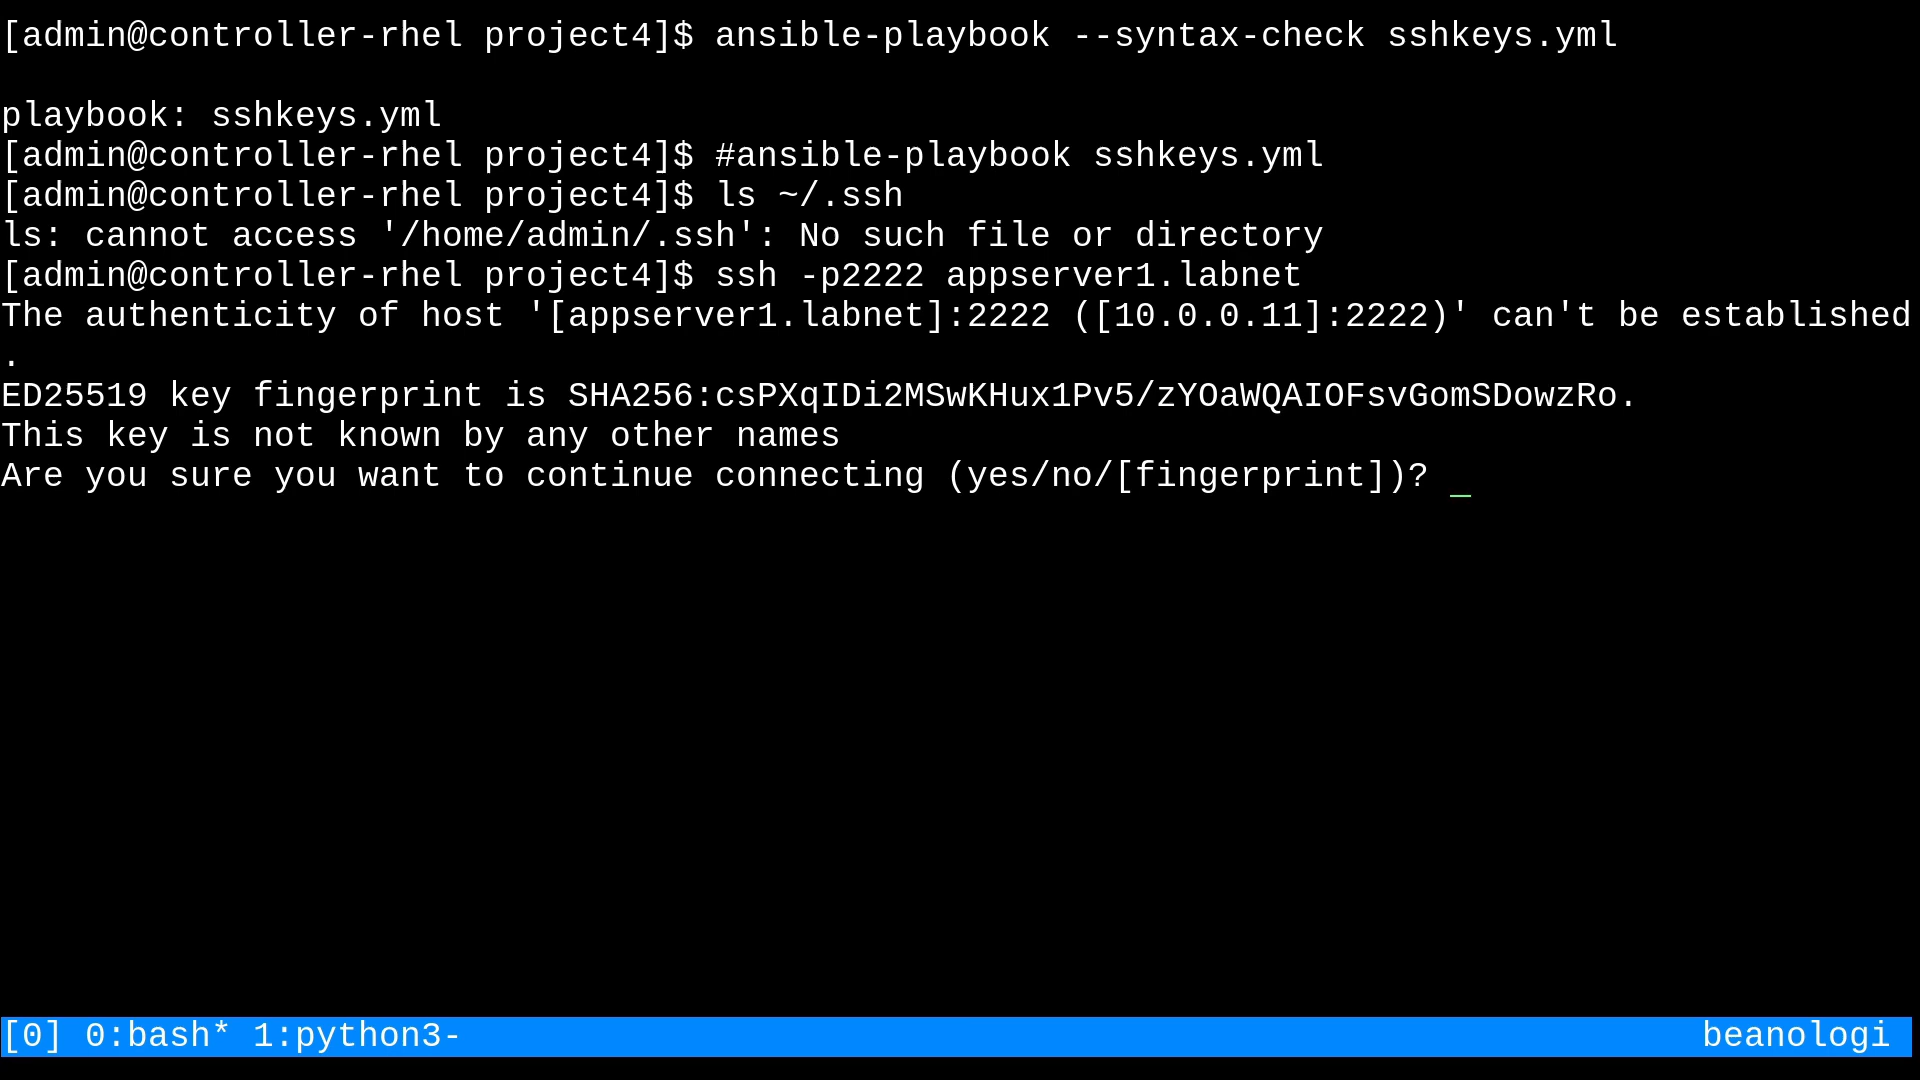 [admin@controller-rhel project4]$ ansible-playbook --syntax-check sshkeys.yml
playbook: sshkeys.yml
[admin@controller-rhel project4]$ #ansible-playbook sshkeys.yml
[admin@controller-rhel project4]$ ls ~/.ssh
ls: cannot access '/home/admin/.ssh': No such file or directory
[admin@controller-rhel project4]$ ssh -p2222 appserver1.labnet
The authenticity of host '[appserver1.labnet]:2222 ([10.0.0.11]:2222)' can't be established
.
ED25519 key fingerprint is SHA256:csPXqIDi2MSwKHux1Pv5/zYOaWQAIOFsvGomSDowzRo.
This key is not known by any other names
Are you sure you want to continue connecting (yes/no/[fingerprint])? _
[0] 0:bash* 1:python3- beanologi